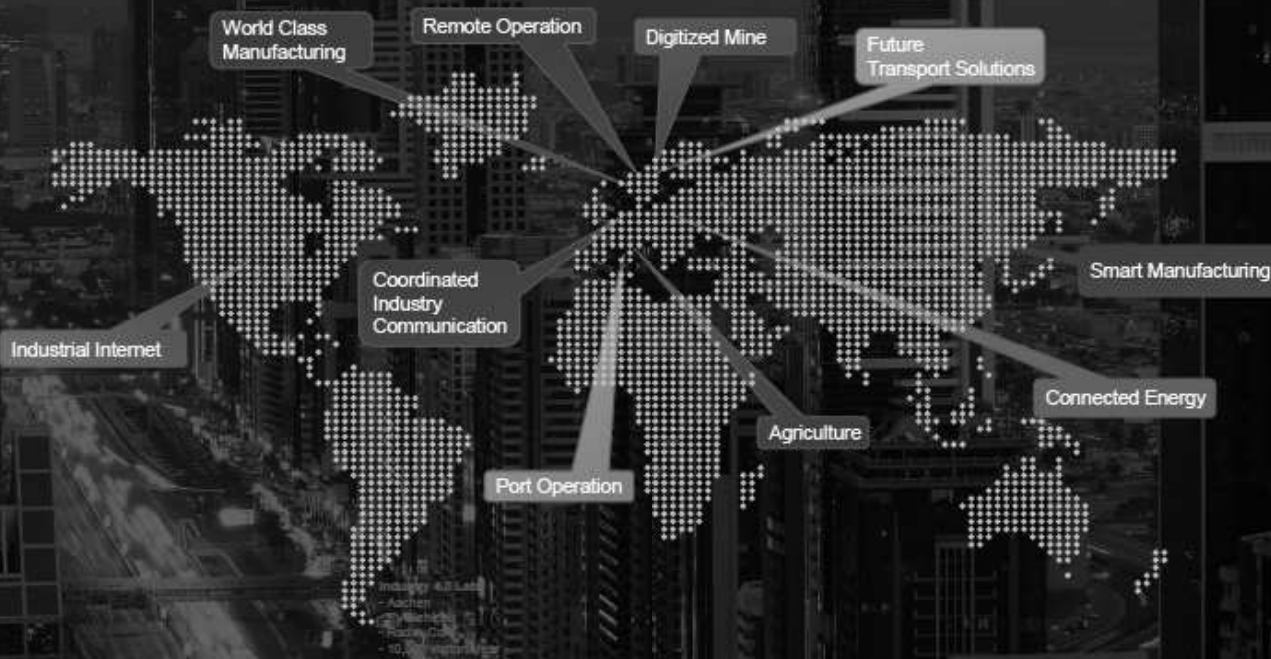 World Class
Manufacturing
Remote Operation
Digitized Mine
Future
Transport Solutions
Coordinated
Industry
Communication
Smart Manufacturing
Industrial Internet
Connected Energy
Agriculture
Port Operation
Industry 4.0
- Aachen